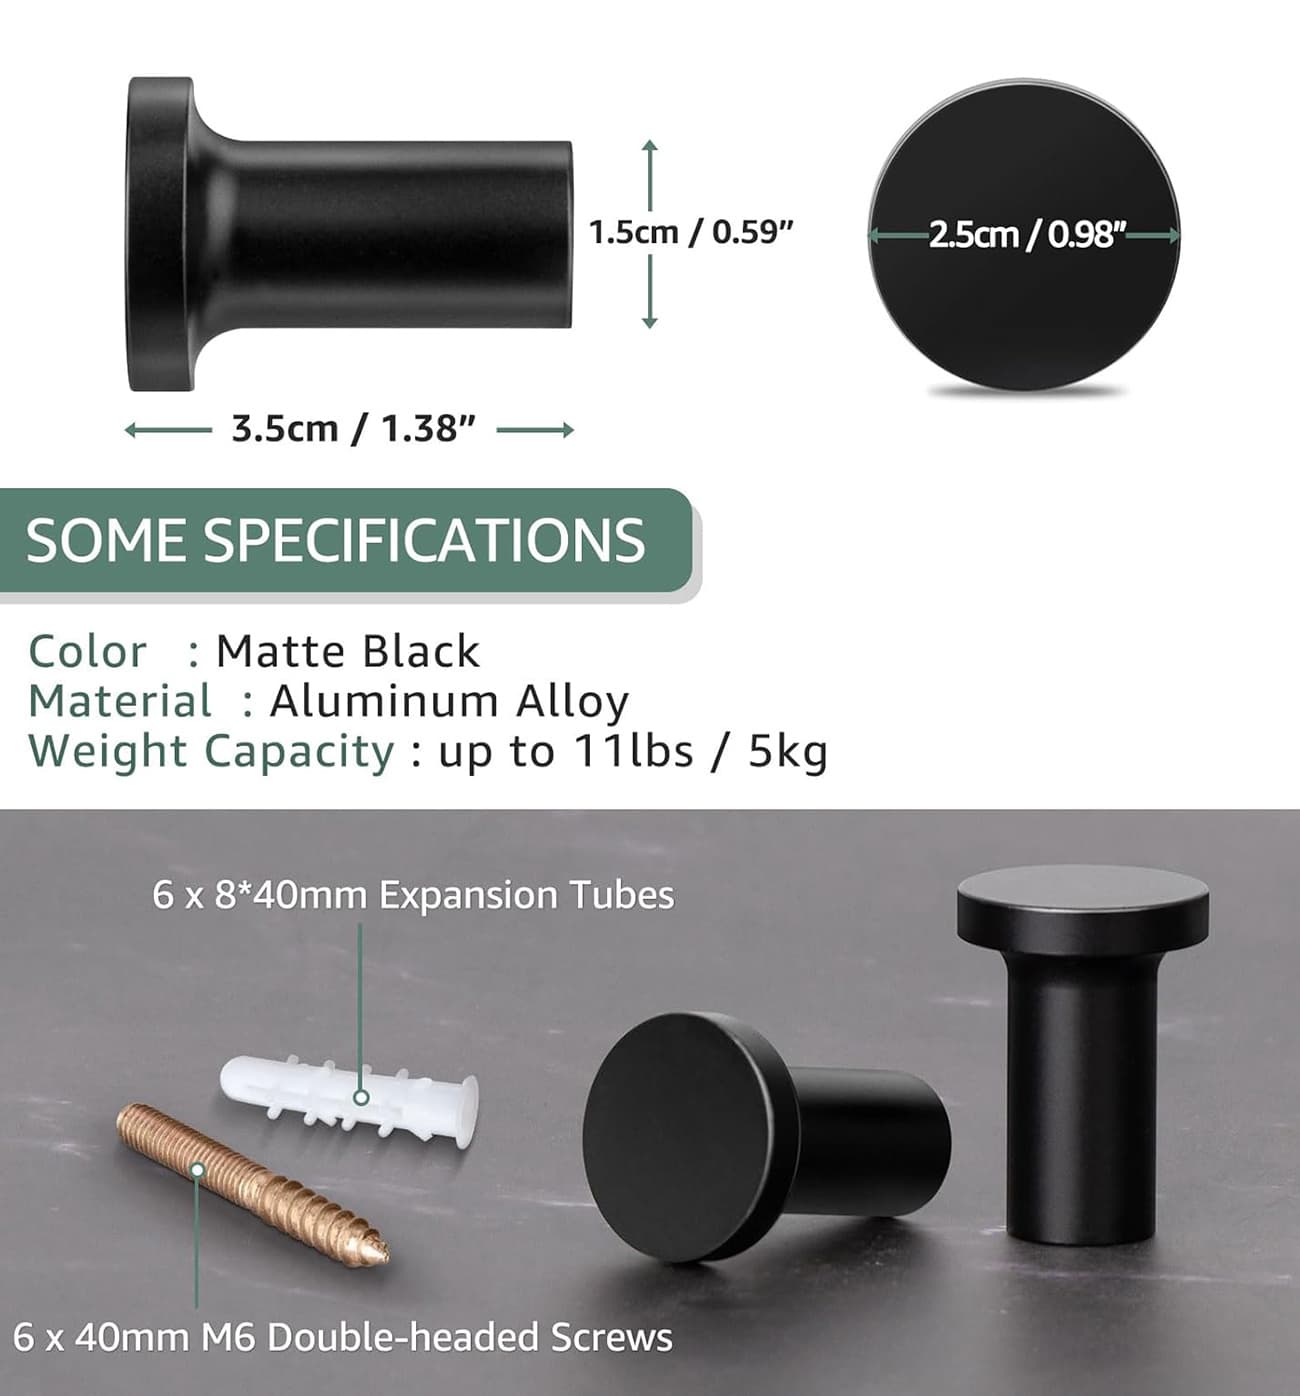 1.5cm / 0.59”
2.5cm / 0.98”
3.5cm / 1.38”
SOME SPECIFICATIONS
Color : Matte Black
Material : Aluminum Alloy
Weight Capacity : up to 11lbs / 5kg
6 x 8*40mm Expansion Tubes
6 x 40mm M6 Double-headed Screws